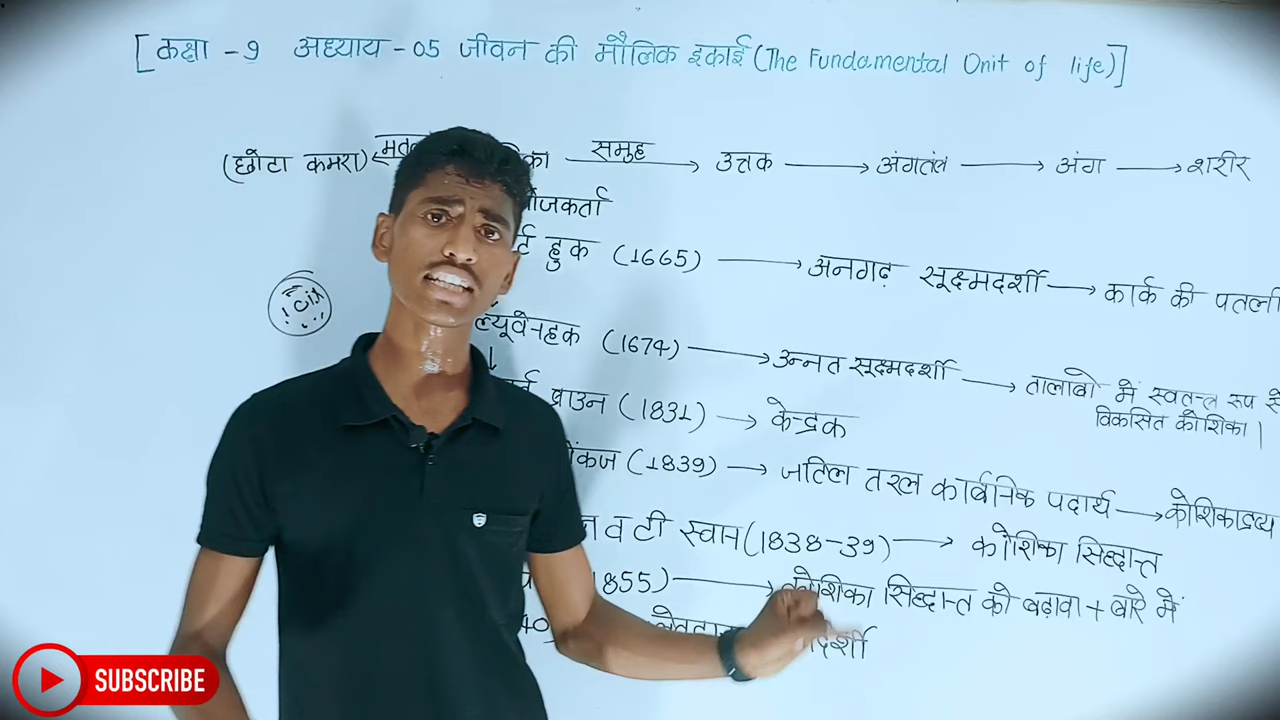 [कक्षा - 9 अध्याय - 05 जीवन की मौलिक इकाई (The Fundamental Unit of life)]
(छोटा कमरा) समूह उत्तक अंगतंत्र अंग शरीर
हुक (1665) अनगढ़ सूक्ष्मदर्शी कार्क की पतली
ल्यूवेनहक (1674) उन्नत सूक्ष्मदर्शी तालाबो में स्वतन्त्र रूप से
विकसित कोशिका।
ब्राउन (1831) केन्द्रक
(1839) जटिल तरल कार्बनिक पदार्थ कोशिकाद्रव्य
व टी स्वान (1838-39) कोशिका सिद्धान्त
1855) कोशिका सिद्धान्त को बढ़ावा + बारे में
SUBSCRIBE